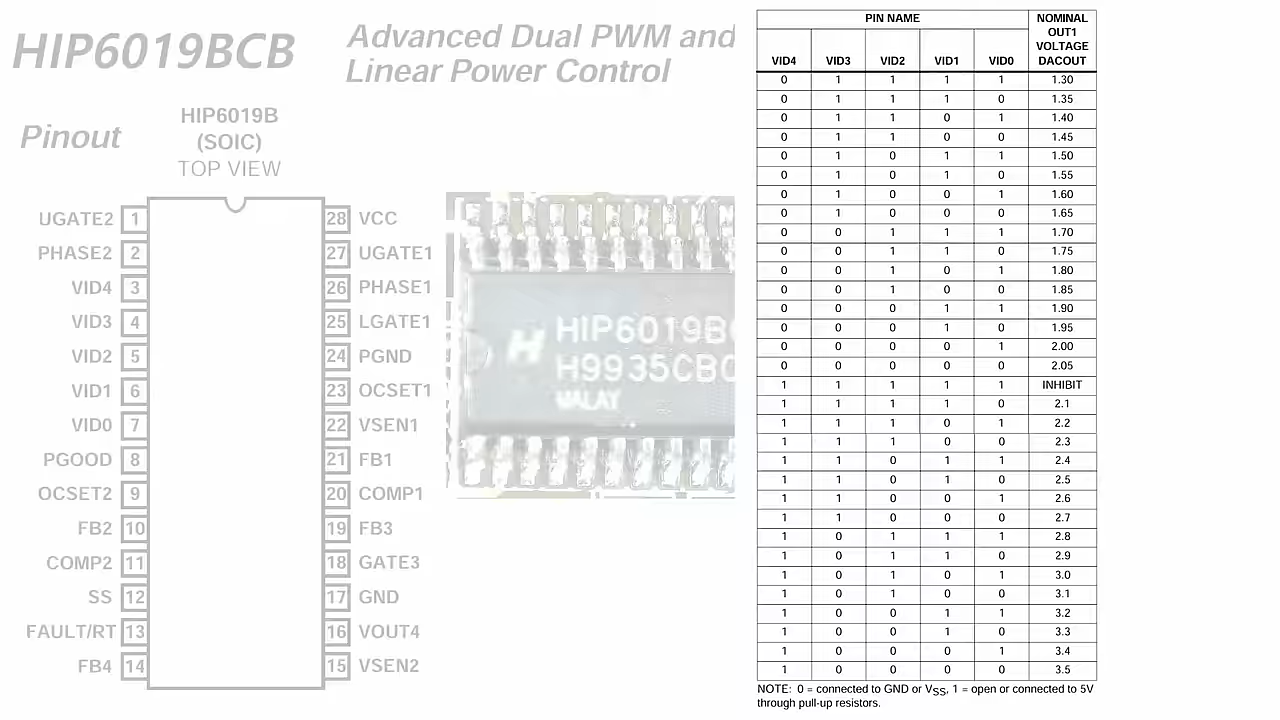 HIP6019BCB
Advanced Dual PWM and
Linear Power Control
Pinout
HIP6019B
(SOIC)
TOP VIEW
UGATE2 1
PHASE2 2
VID4 3
VID3 4
VID2 5
VID1 6
VID0 7
PGOOD 8
OCSET2 9
FB2 10
COMP2 11
SS 12
FAULT/RT 13
FB4 14
28 VCC
27 UGATE1
26 PHASE1
25 LGATE1
24 PGND
23 OCSET1
22 VSEN1
21 FB1
20 COMP1
19 FB3
18 GATE3
17 GND
16 VOUT4
15 VSEN2
H
HIP6019B
H9935CB
MALAY
PIN NAME
NOMINAL
OUT1
VOLTAGE
DACOUT
VID4 VID3 VID2 VID1 VID0
0 1 1 1 1 1.30
0 1 1 1 0 1.35
0 1 1 0 1 1.40
0 1 1 0 0 1.45
0 1 0 1 1 1.50
0 1 0 1 0 1.55
0 1 0 0 1 1.60
0 1 0 0 0 1.65
0 0 1 1 1 1.70
0 0 1 1 0 1.75
0 0 1 0 1 1.80
0 0 1 0 0 1.85
0 0 0 1 1 1.90
0 0 0 1 0 1.95
0 0 0 0 1 2.00
0 0 0 0 0 2.05
1 1 1 1 1 INHIBIT
1 1 1 1 0 2.1
1 1 1 0 1 2.2
1 1 1 0 0 2.3
1 1 0 1 1 2.4
1 1 0 1 0 2.5
1 1 0 0 1 2.6
1 1 0 0 0 2.7
1 0 1 1 1 2.8
1 0 1 1 0 2.9
1 0 1 0 1 3.0
1 0 1 0 0 3.1
1 0 0 1 1 3.2
1 0 0 1 0 3.3
1 0 0 0 1 3.4
1 0 0 0 0 3.5
NOTE: 0 = connected to GND or VSS, 1 = open or connected to 5V
through pull-up resistors.